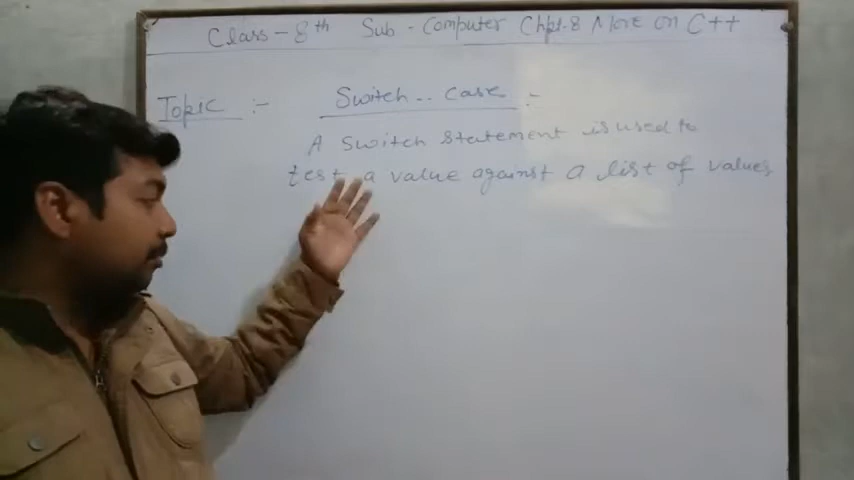 Class - 8th Sub - Computer Chpt.8 More on C++
Topic :- Switch .. Case :-
A Switch Statement is used to
test a value against a list of values